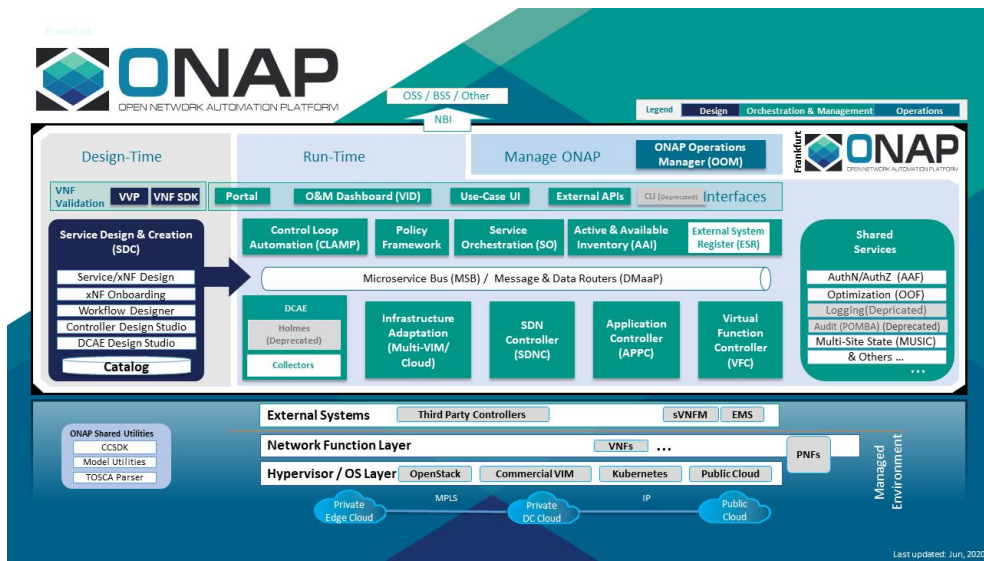 Frankfurt
ONAP
OPEN NETWORK AUTOMATION PLATFORM
OSS / BSS / Other
NBI
Legend
Design
Orchestration & Management
Operations
Design-Time
Run-Time
Manage ONAP
ONAP Operations
Manager (OOM)
Frankfurt
ONAP
OPEN NETWORK AUTOMATION PLATFORM
VNF
Validation
VVP
VNF SDK
Portal
O&M Dashboard (VID)
Use-Case UI
External APIs
CLI (Deprecated)
Interfaces
Service Design & Creation
(SDC)
Service/xNF Design
xNF Onboarding
Workflow Designer
Controller Design Studio
DCAE Design Studio
Catalog
Control Loop
Automation (CLAMP)
Policy
Framework
Service
Orchestration (SO)
Active & Available
Inventory (AAI)
External System
Register (ESR)
Microservice Bus (MSB) / Message & Data Routers (DMaaP)
DCAE
Holmes
(Deprecated)
Collectors
Infrastructure
Adaptation
(Multi-VIM/
Cloud)
SDN
Controller
(SDNC)
Application
Controller
(APPC)
Virtual
Function
Controller
(VFC)
Shared
Services
AuthN/AuthZ (AAF)
Optimization (OOF)
Logging(Depricated)
Audit (POMBA) (Deprecated)
Multi-Site State (MUSIC)
& Others ...
...
ONAP Shared Utilities
CCSDK
Model Utilities
TOSCA Parser
External Systems
Third Party Controllers
sVNFM
EMS
Network Function Layer
VNFs
...
PNFs
Hypervisor / OS Layer
OpenStack
Commercial VIM
Kubernetes
Public Cloud
Managed
Environment
Private
Edge Cloud
MPLS
Private
DC Cloud
IP
Public
Cloud
Last updated: Jun, 2020